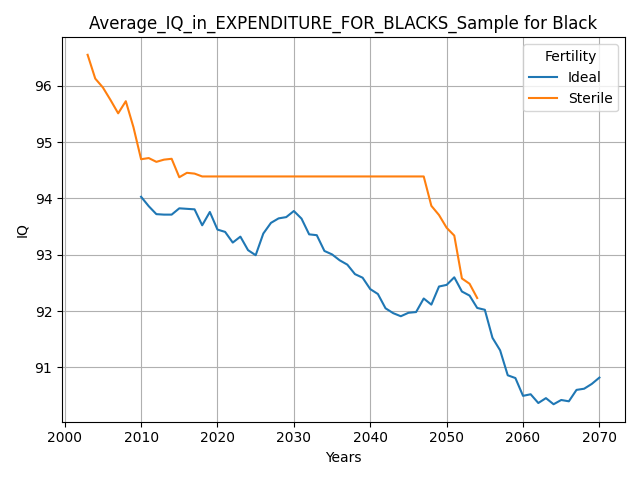 Average_IQ_in_EXPENDITURE_FOR_BLACKS_Sample for Black
Fertility
Ideal
Sterile
IQ
96
95
94
93
92
91
2000 2010 2020 2030 2040 2050 2060 2070
Years